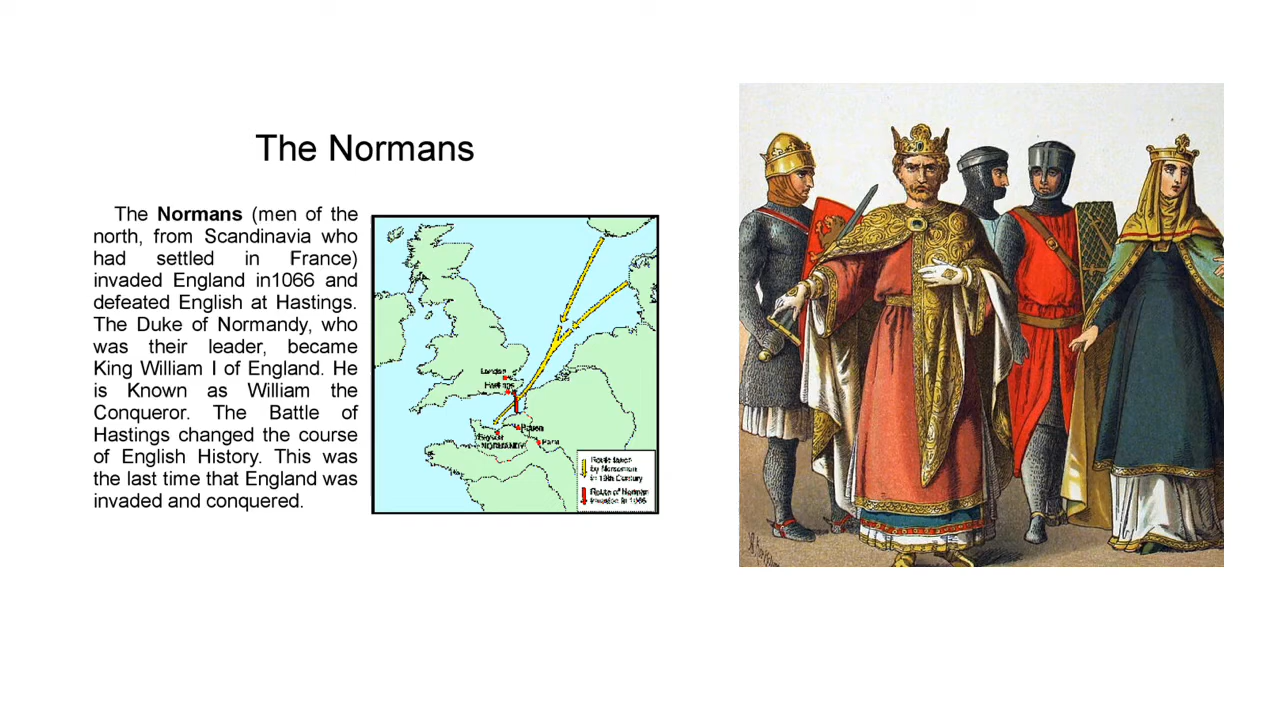 The Normans
The Normans (men of the
north, from Scandinavia who
had settled in France)
invaded England in1066 and
defeated English at Hastings.
The Duke of Normandy, who
was their leader, became
King William I of England. He
is Known as William the
Conqueror. The Battle of
Hastings changed the course
of English History. This was
the last time that England was
invaded and conquered.
London
Hastings
Rouen
NORMANDY
Paris
Route taken
by Norsemen
in 19th Century
Route of Norman
invasion in 1066